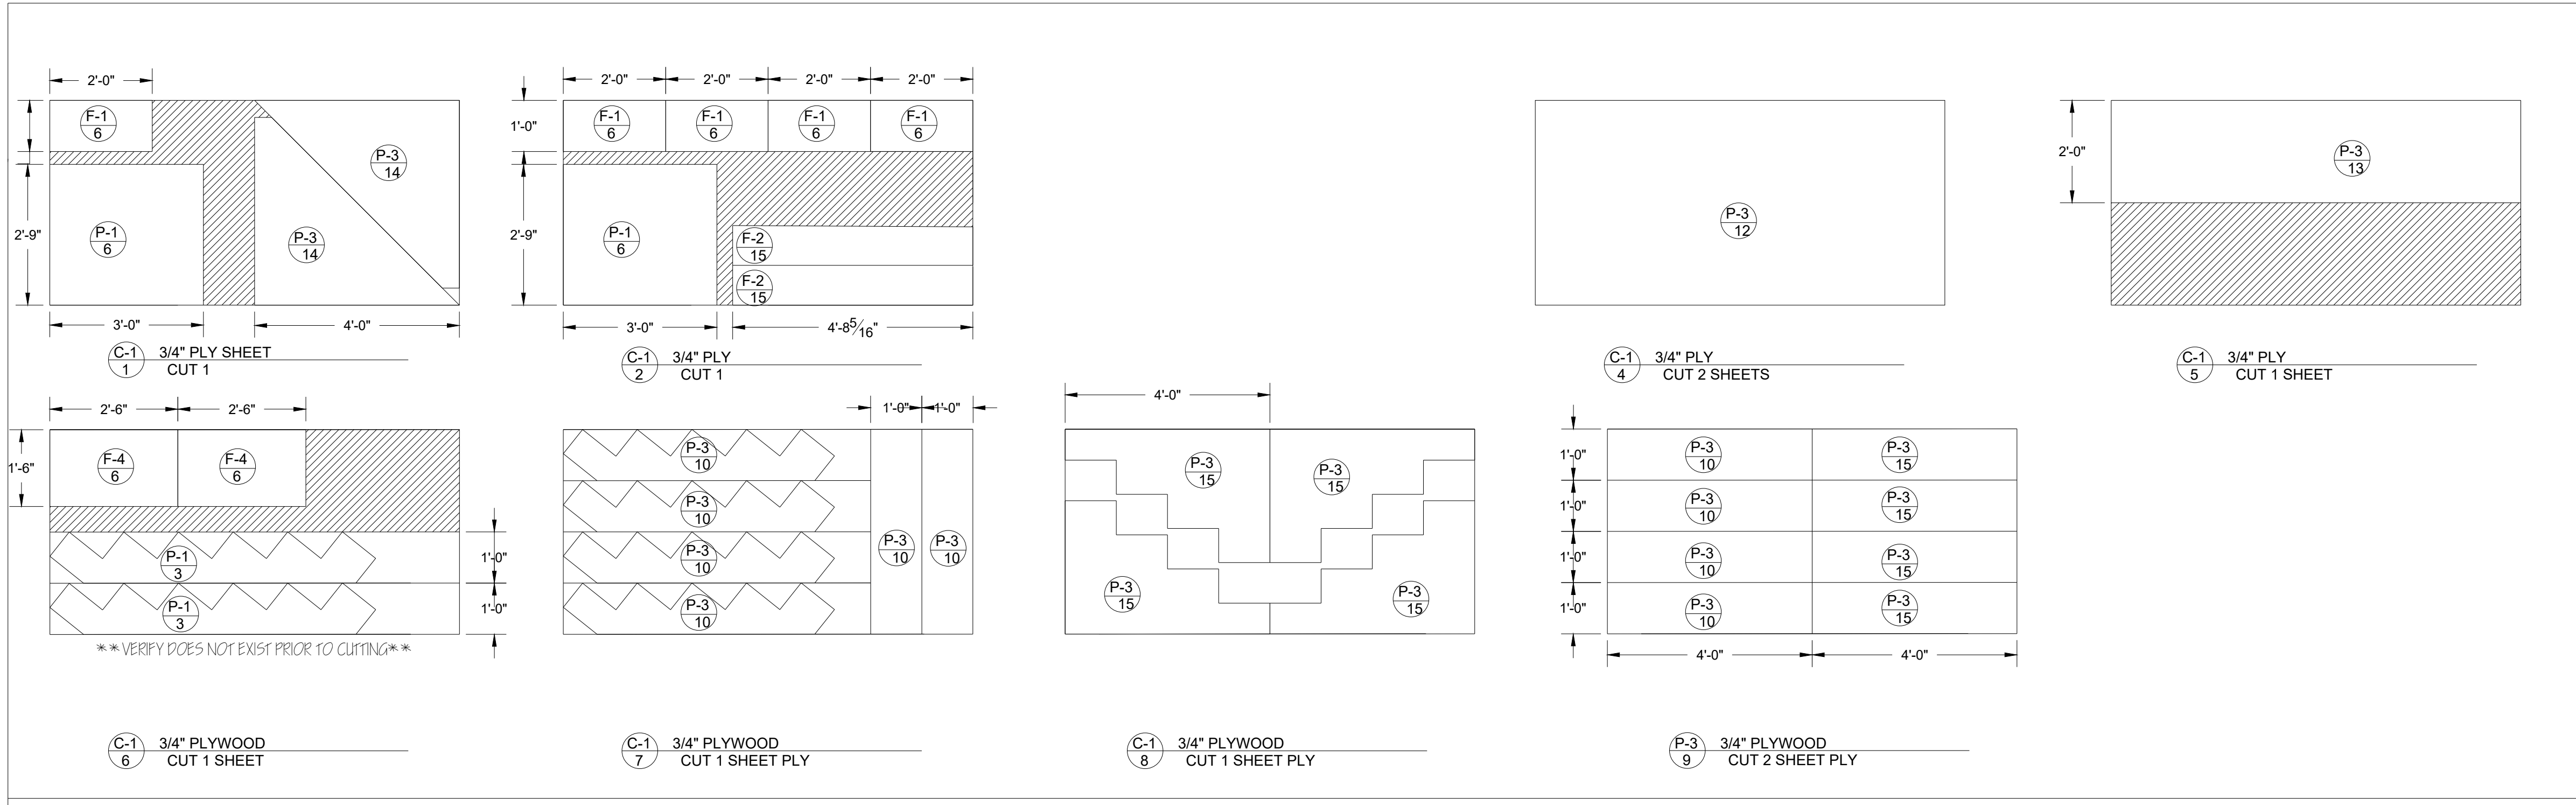 2'-0"
F-1
6
P-3
14
2'-9"
P-1
6
P-3
14
3'-0"
4'-0"
C-1
3/4" PLY SHEET
1
CUT 1
2'-0"
2'-0"
2'-0"
2'-0"
1'-0"
F-1
6
F-1
6
F-1
6
F-1
6
2'-9"
P-1
6
F-2
15
F-2
15
3'-0"
4'-8 5/16"
C-1
3/4" PLY
2
CUT 1
P-3
12
C-1
3/4" PLY
4
CUT 2 SHEETS
2'-0"
P-3
13
C-1
3/4" PLY
5
CUT 1 SHEET
2'-6"
2'-6"
1'-6"
F-4
6
F-4
6
P-1
3
1'-0"
P-1
3
1'-0"
**VERIFY DOES NOT EXIST PRIOR TO CUTTING**
C-1
3/4" PLYWOOD
6
CUT 1 SHEET
1'-0"
1'-0"
P-3
10
P-3
10
P-3
10
P-3
10
P-3
10
P-3
10
C-1
3/4" PLYWOOD
7
CUT 1 SHEET PLY
4'-0"
P-3
15
P-3
15
P-3
15
P-3
15
C-1
3/4" PLYWOOD
8
CUT 1 SHEET PLY
1'-0"
P-3
10
P-3
15
1'-0"
P-3
10
P-3
15
1'-0"
P-3
10
P-3
15
1'-0"
P-3
10
P-3
15
4'-0"
4'-0"
P-3
3/4" PLYWOOD
9
CUT 2 SHEET PLY